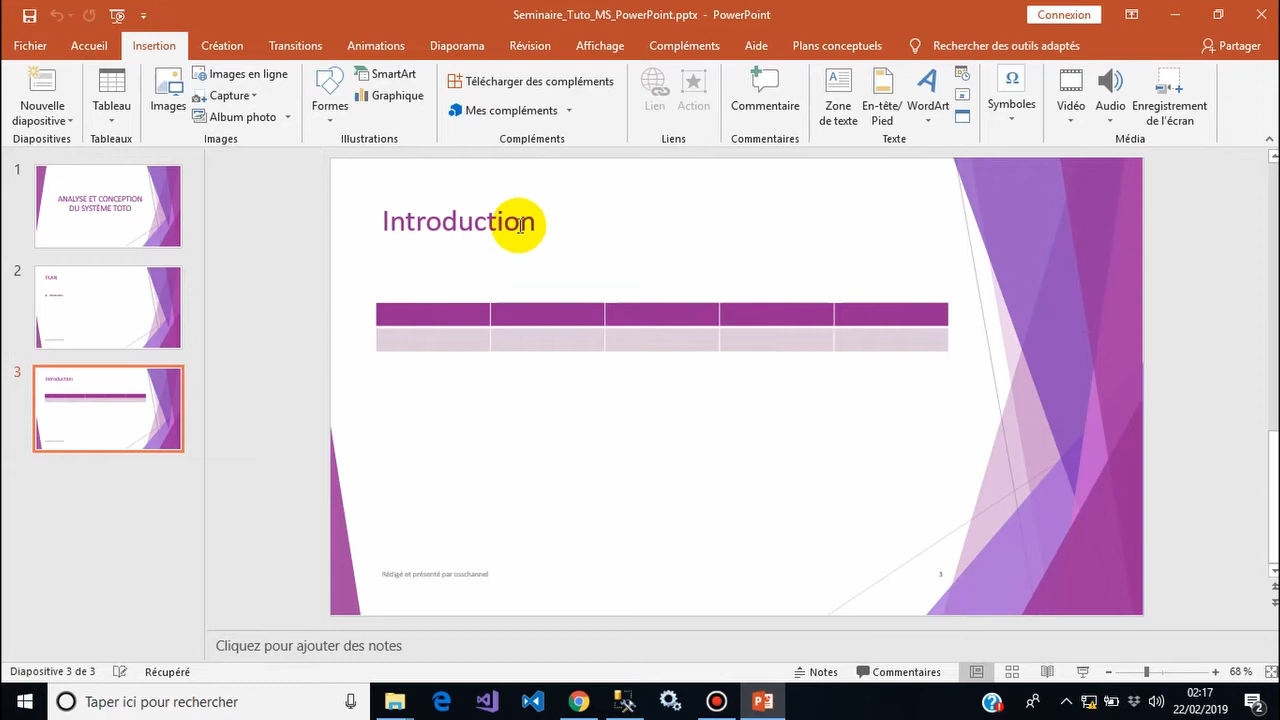 Seminaire_Tuto_MS_PowerPoint.pptx - PowerPoint
Connexion
Fichier Accueil Insertion Création Transitions Animations Diaporama Révision Affichage Compléments Aide Plans conceptuels Rechercher des outils adaptés Partager
Nouvelle diapositive
Tableau
Images
Images en ligne
Capture
Album photo
Formes
SmartArt
Graphique
Télécharger des compléments
Mes compléments
Lien
Action
Commentaire
Zone de texte
En-tête/ Pied
WordArt
Symboles
Vidéo
Audio
Enregistrement de l'écran
Diapositives Tableaux Images Illustrations Compléments Liens Commentaires Texte Média
1
ANALYSE ET CONCEPTION
DU SYSTÈME TOTO
2
PLAN
3
Introduction
Introduction
Rédigé et présenté par osschannel
3
Cliquez pour ajouter des notes
Diapositive 3 de 3 Récupéré Notes Commentaires 68 %
Taper ici pour rechercher
02:17
22/02/2019
2